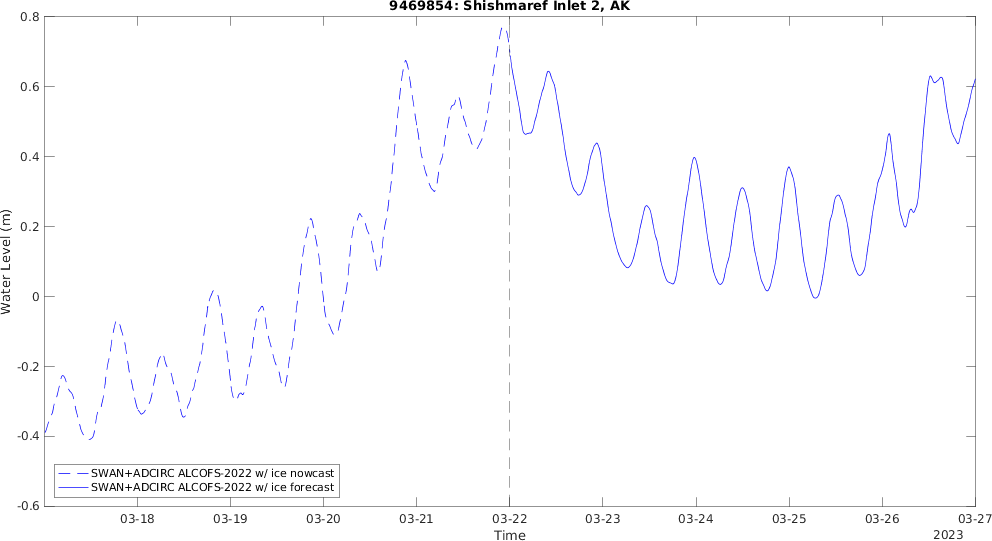 9469854: Shishmaref Inlet 2, AK
0.8
0.6
0.4
0.2
0
-0.2
-0.4
-0.6
Water Level (m)
SWAN+ADCIRC ALCOFS-2022 w/ ice nowcast
SWAN+ADCIRC ALCOFS-2022 w/ ice forecast
03-18 03-19 03-20 03-21 03-22 03-23 03-24 03-25 03-26 03-27
Time
2023